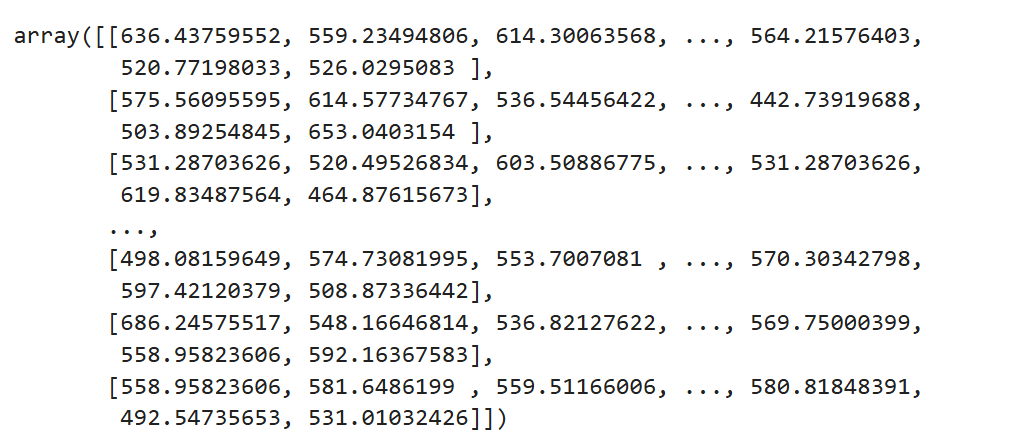 array([[636.43759552, 559.23494806, 614.30063568, ..., 564.21576403,
520.77198033, 526.0295083 ],
[575.56095595, 614.57734767, 536.54456422, ..., 442.73919688,
503.89254845, 653.0403154 ],
[531.28703626, 520.49526834, 603.50886775, ..., 531.28703626,
619.83487564, 464.87615673],
...,
[498.08159649, 574.73081995, 553.7007081 , ..., 570.30342798,
597.42120379, 508.87336442],
[686.24575517, 548.16646814, 536.82127622, ..., 569.75000399,
558.95823606, 592.16367583],
[558.95823606, 581.6486199 , 559.51166006, ..., 580.81848391,
492.54735653, 531.01032426]])